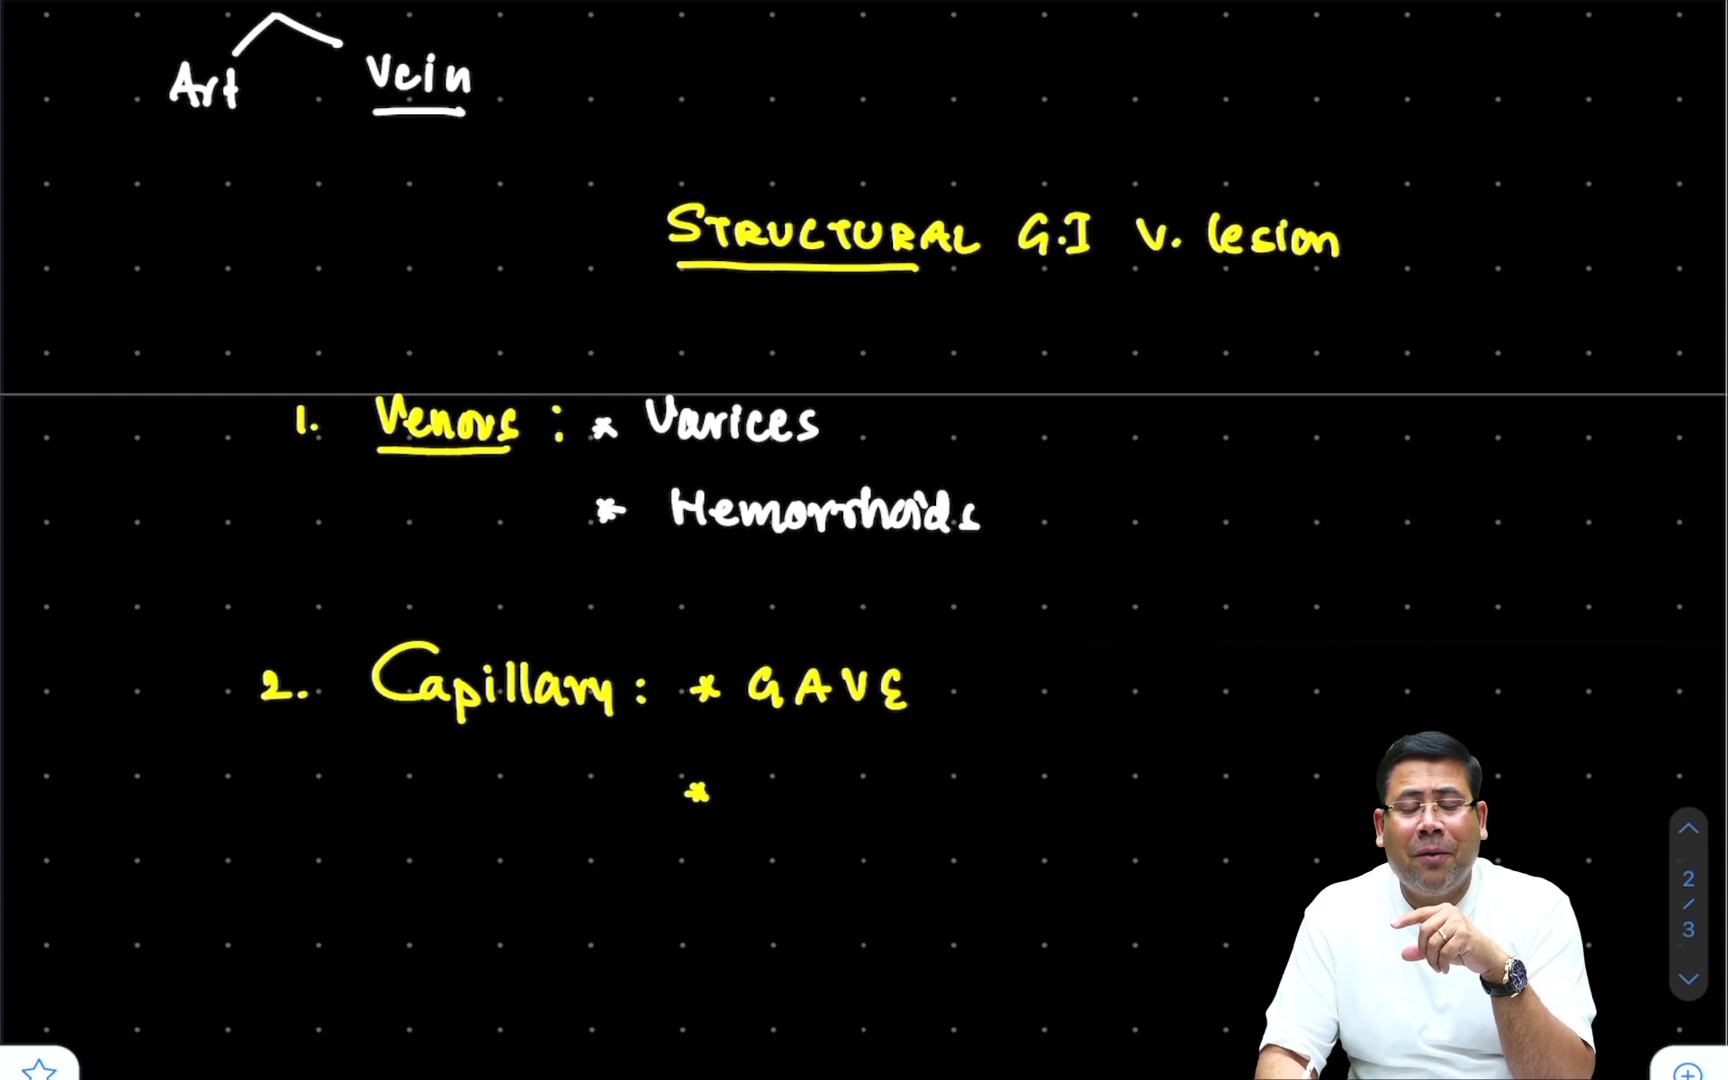 Art Vein
STRUCTURAL G.I V. lesion
1. Venous : * Varices
* Hemorrhoids
2. Capillary : * GAVE
*
2
/
3